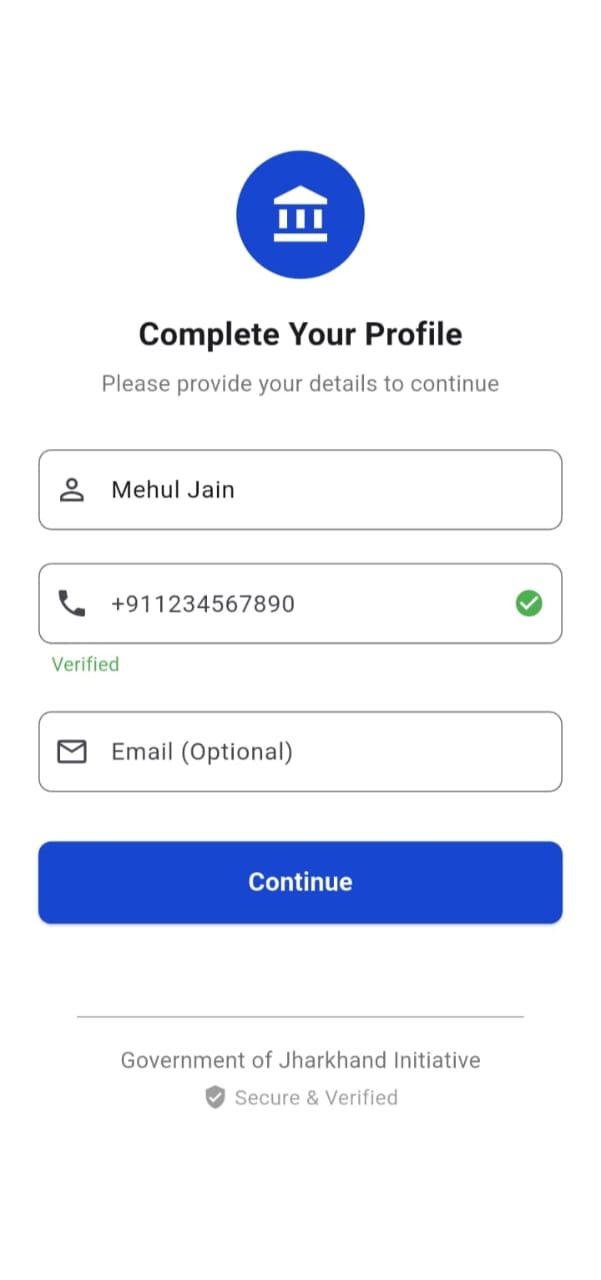 Complete Your Profile
Please provide your details to continue
Mehul Jain
+911234567890
Verified
Email (Optional)
Continue
Government of Jharkhand Initiative
Secure & Verified